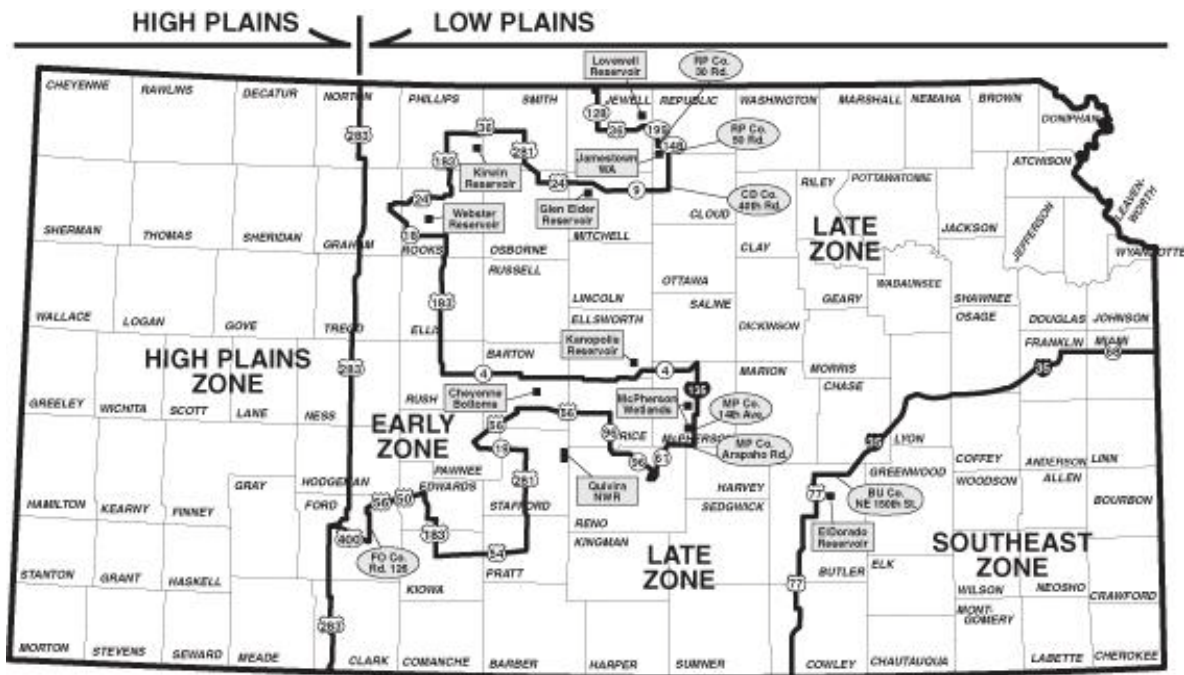 HIGH PLAINS
LOW PLAINS
Lovewell
Reservoir
RP Co.
30 Rd.
CHEYENNE
RAWLINS
DECATUR
NORTON
PHILLIPS
SMITH
JEWELL
REPUBLIC
WASHINGTON
MARSHALL
NEMAHA
BROWN
DONIPHAN
283
128
36
199
148
RP Co.
50 Rd.
36
183
281
Kirwin
Reservoir
Jamestown
WA
ATCHISON
24
24
9
Webster
Reservoir
Glen Elder
Reservoir
CD Co.
40th Rd.
RILEY
POTTAWATOMIE
LEAVEN-
WORTH
SHERMAN
THOMAS
SHERIDAN
GRAHAM
18
ROOKS
OSBORNE
MITCHELL
CLOUD
CLAY
LATE
ZONE
JACKSON
JEFFERSON
WYANDOTTE
RUSSELL
OTTAWA
WABAUNSEE
183
LINCOLN
SALINE
GEARY
SHAWNEE
WALLACE
LOGAN
GOVE
TREGO
ELLIS
ELLSWORTH
DICKINSON
OSAGE
DOUGLAS
JOHNSON
HIGH PLAINS
ZONE
283
BARTON
Kanopolis
Reservoir
MARION
MORRIS
FRANKLIN
MIAMI
68
35
4
4
135
CHASE
GREELEY
WICHITA
SCOTT
LANE
NESS
RUSH
Cheyenne
Bottoms
McPherson
Wetlands
MP Co.
14th Ave.
EARLY
ZONE
56
56
96
RICE
McPHERSON
MP Co.
Arapaho Rd.
LYON
35
19
56
61
PAWNEE
HODGEMAN
GRAY
Quivira
NWR
HARVEY
GREENWOOD
COFFEY
ANDERSON
LINN
HAMILTON
KEARNY
FINNEY
FORD
56
50
EDWARDS
281
STAFFORD
SEDGWICK
77
BU Co.
NE 150th St.
WOODSON
ALLEN
BOURBON
RENO
400
183
54
KINGMAN
ElDorado
Reservoir
FO Co.
Rd. 126
LATE
ZONE
SOUTHEAST
ZONE
STANTON
GRANT
HASKELL
PRATT
77
BUTLER
ELK
KIOWA
WILSON
NEOSHO
CRAWFORD
283
MONT-
GOMERY
MORTON
STEVENS
SEWARD
MEADE
CLARK
COMANCHE
BARBER
HARPER
SUMNER
COWLEY
CHAUTAUQUA
LABETTE
CHEROKEE